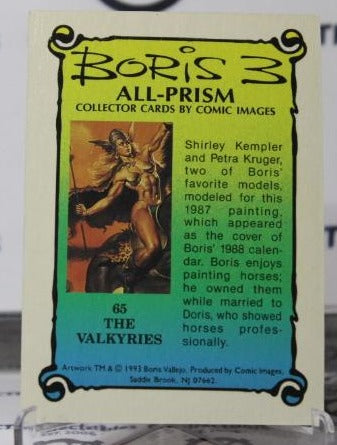 BORIS 3
ALL-PRISM
COLLECTOR CARDS BY COMIC IMAGES
Shirley Kempler
and Petra Kruger,
two of Boris'
favorite models,
modeled for this
1987 painting,
which appeared
as the cover of
Boris' 1988 calen-
dar. Boris enjoys
painting horses;
he owned them
while married to
Doris, who showed
horses profes-
sionally.
65
THE
VALKYRIES
Artwork TM & © 1993 Boris Vallejo. Produced by Comic Images,
Saddle Brook, NJ 07662.